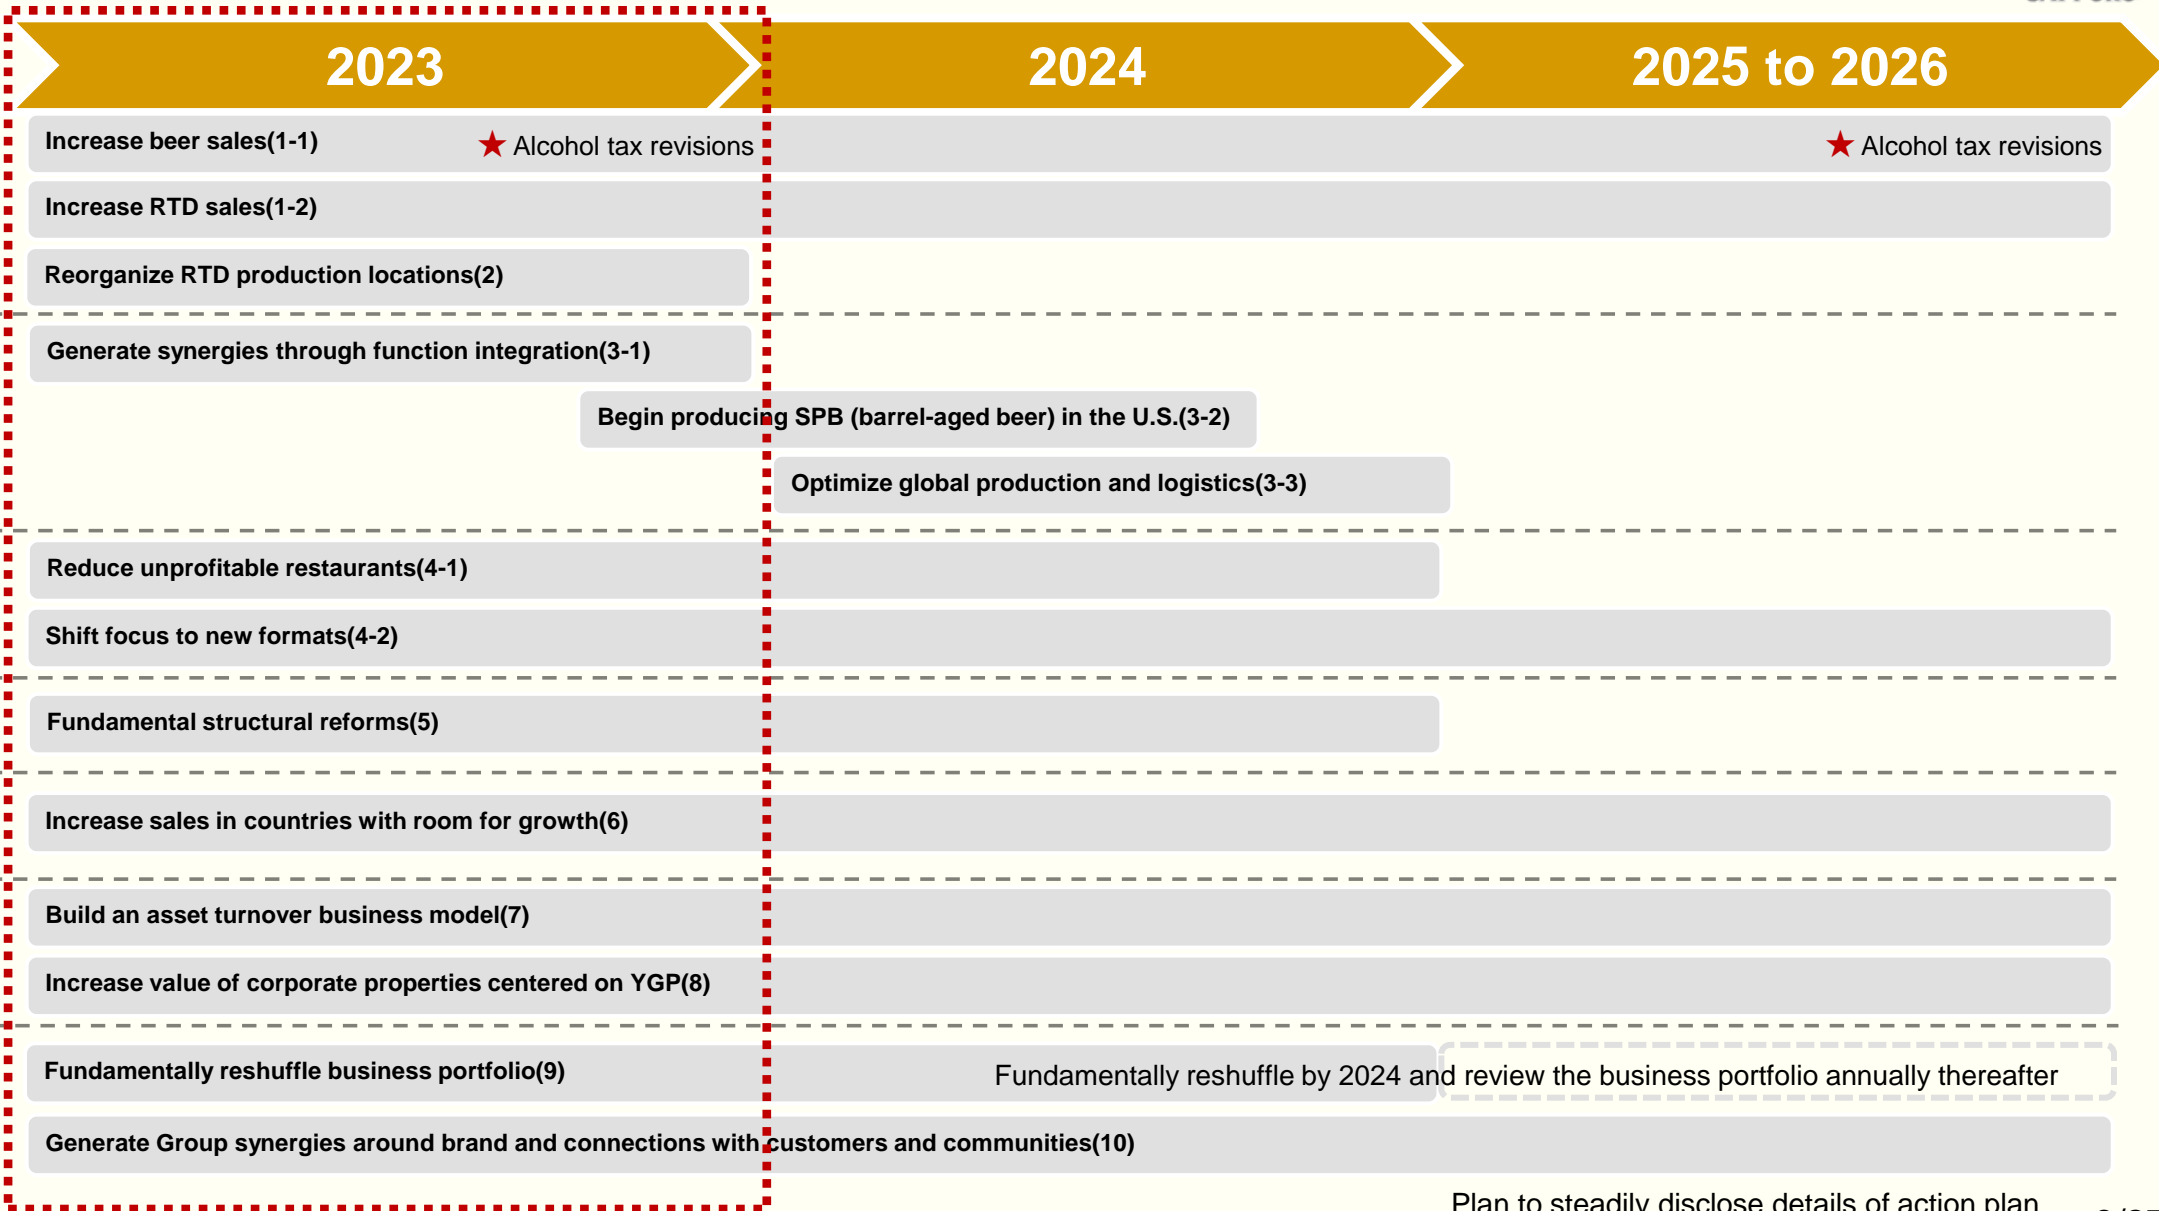 2023
2024
2025 to 2026
Increase beer sales(1-1)
★ Alcohol tax revisions
★ Alcohol tax revisions
Increase RTD sales(1-2)
Reorganize RTD production locations(2)
Generate synergies through function integration(3-1)
Begin producing SPB (barrel-aged beer) in the U.S.(3-2)
Optimize global production and logistics(3-3)
Reduce unprofitable restaurants(4-1)
Shift focus to new formats(4-2)
Fundamental structural reforms(5)
Increase sales in countries with room for growth(6)
Build an asset turnover business model(7)
Increase value of corporate properties centered on YGP(8)
Fundamentally reshuffle business portfolio(9)
Fundamentally reshuffle by 2024 and review the business portfolio annually thereafter
Generate Group synergies around brand and connections with customers and communities(10)
Plan to steadily disclose details of action plan